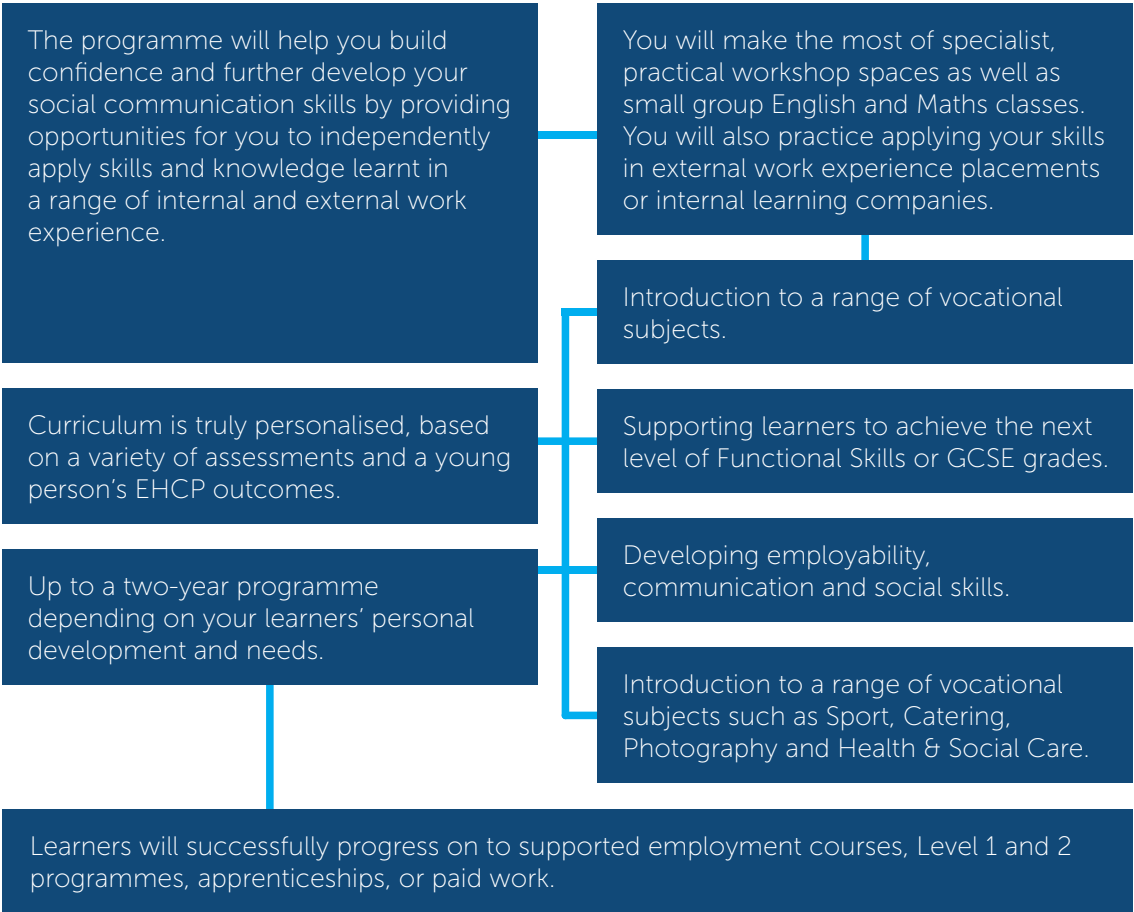 The programme will help you build
confidence and further develop your
social communication skills by providing
opportunities for you to independently
apply skills and knowledge learnt in
a range of internal and external work
experience.
You will make the most of specialist,
practical workshop spaces as well as
small group English and Maths classes.
You will also practice applying your skills
in external work experience placements
or internal learning companies.
Introduction to a range of vocational
subjects.
Curriculum is truly personalised, based
on a variety of assessments and a young
person’s EHCP outcomes.
Supporting learners to achieve the next
level of Functional Skills or GCSE grades.
Up to a two-year programme
depending on your learners’ personal
development and needs.
Developing employability,
communication and social skills.
Introduction to a range of vocational
subjects such as Sport, Catering,
Photography and Health & Social Care.
Learners will successfully progress on to supported employment courses, Level 1 and 2
programmes, apprenticeships, or paid work.